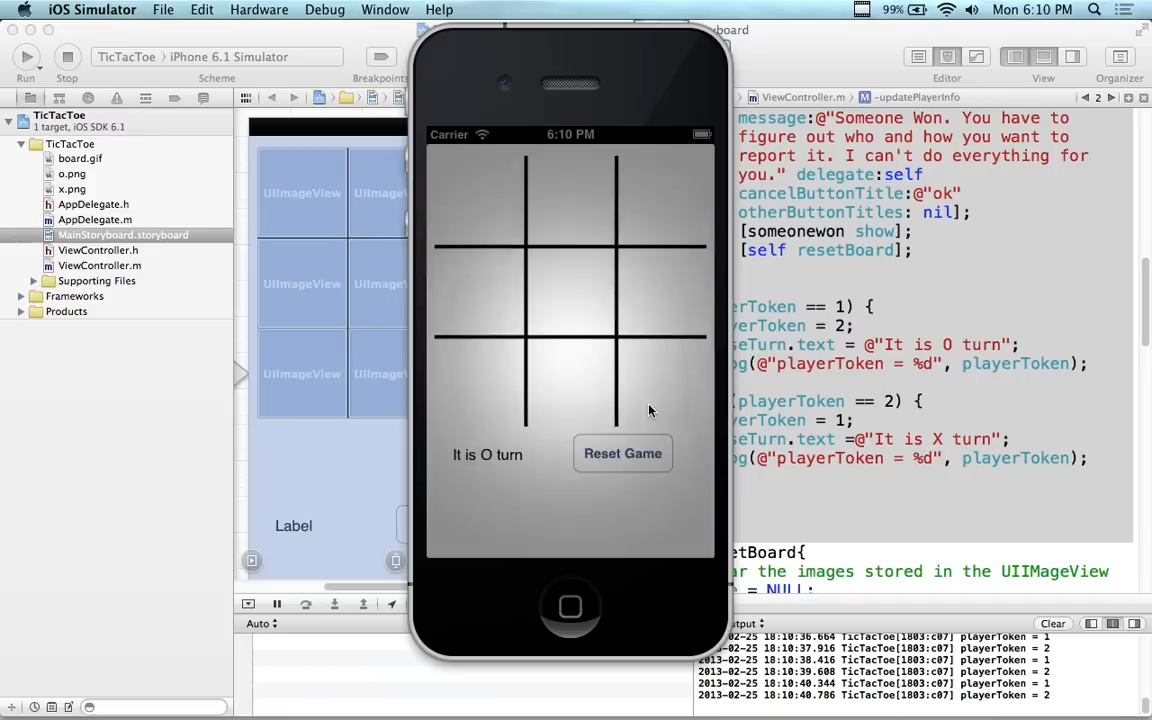 iOS Simulator File Edit Hardware Debug Window Help 99% Mon 6:10 PM
yboard
TicTacToe iPhone 6.1 Simulator
Run Stop Scheme Breakpoints Editor View Organizer
ViewController.m -updatePlayerInfo 2
TicTacToe
1 target, iOS SDK 6.1
TicTacToe
board.gif
o.png
x.png
AppDelegate.h
AppDelegate.m
MainStoryboard.storyboard
ViewController.h
ViewController.m
Supporting Files
Frameworks
Products
UIImageView
UIImageView
UIImageView
Label
Carrier 6:10 PM
It is O turn Reset Game
message:@"Someone Won. You have to
figure out who and how you want to
report it. I can't do everything for
you." delegate:self
cancelButtonTitle:@"ok"
otherButtonTitles: nil];
[someonewon show];
[self resetBoard];
erToken == 1) {
yerToken = 2;
seTurn.text = @"It is O turn";
og(@"playerToken = %d", playerToken);
(playerToken == 2) {
yerToken = 1;
seTurn.text =@"It is X turn";
og(@"playerToken = %d", playerToken);
etBoard{
ar the images stored in the UIIMageView
= NULL;
Auto utput Clear
2013-02-25 18:10:36.664 TicTacToe[1803:c07] playerToken = 1
2013-02-25 18:10:37.916 TicTacToe[1803:c07] playerToken = 2
2013-02-25 18:10:38.416 TicTacToe[1803:c07] playerToken = 1
2013-02-25 18:10:39.608 TicTacToe[1803:c07] playerToken = 2
2013-02-25 18:10:40.344 TicTacToe[1803:c07] playerToken = 1
2013-02-25 18:10:40.786 TicTacToe[1803:c07] playerToken = 2